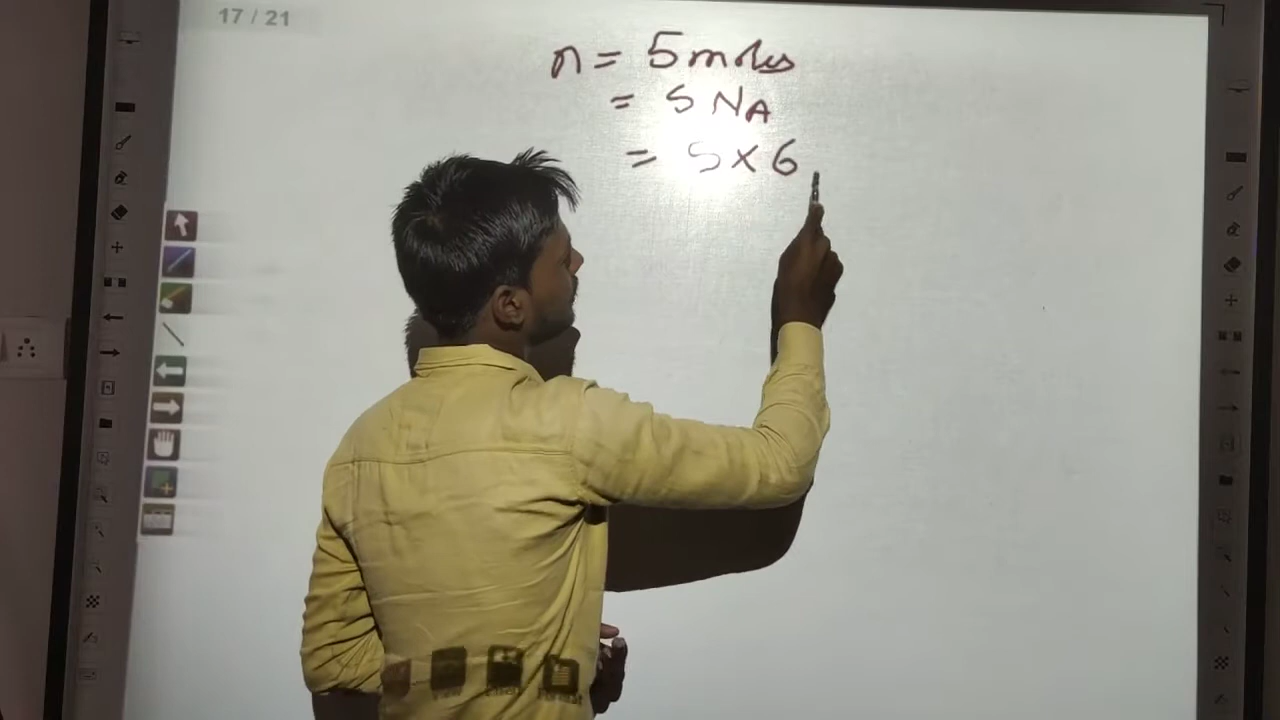 17 / 21
n = 5 moles
= 5 NA
= 5 × 6